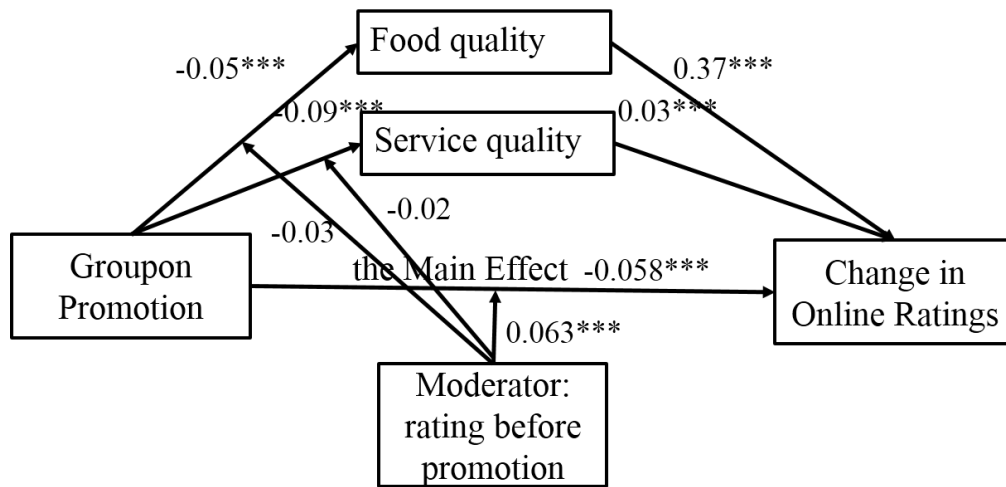 Food quality
-0.05***
0.37***
-0.09***
0.03***
Service quality
-0.02
-0.03
Groupon
Promotion
the Main Effect -0.058***
Change in
Online Ratings
0.063***
Moderator:
rating before
promotion